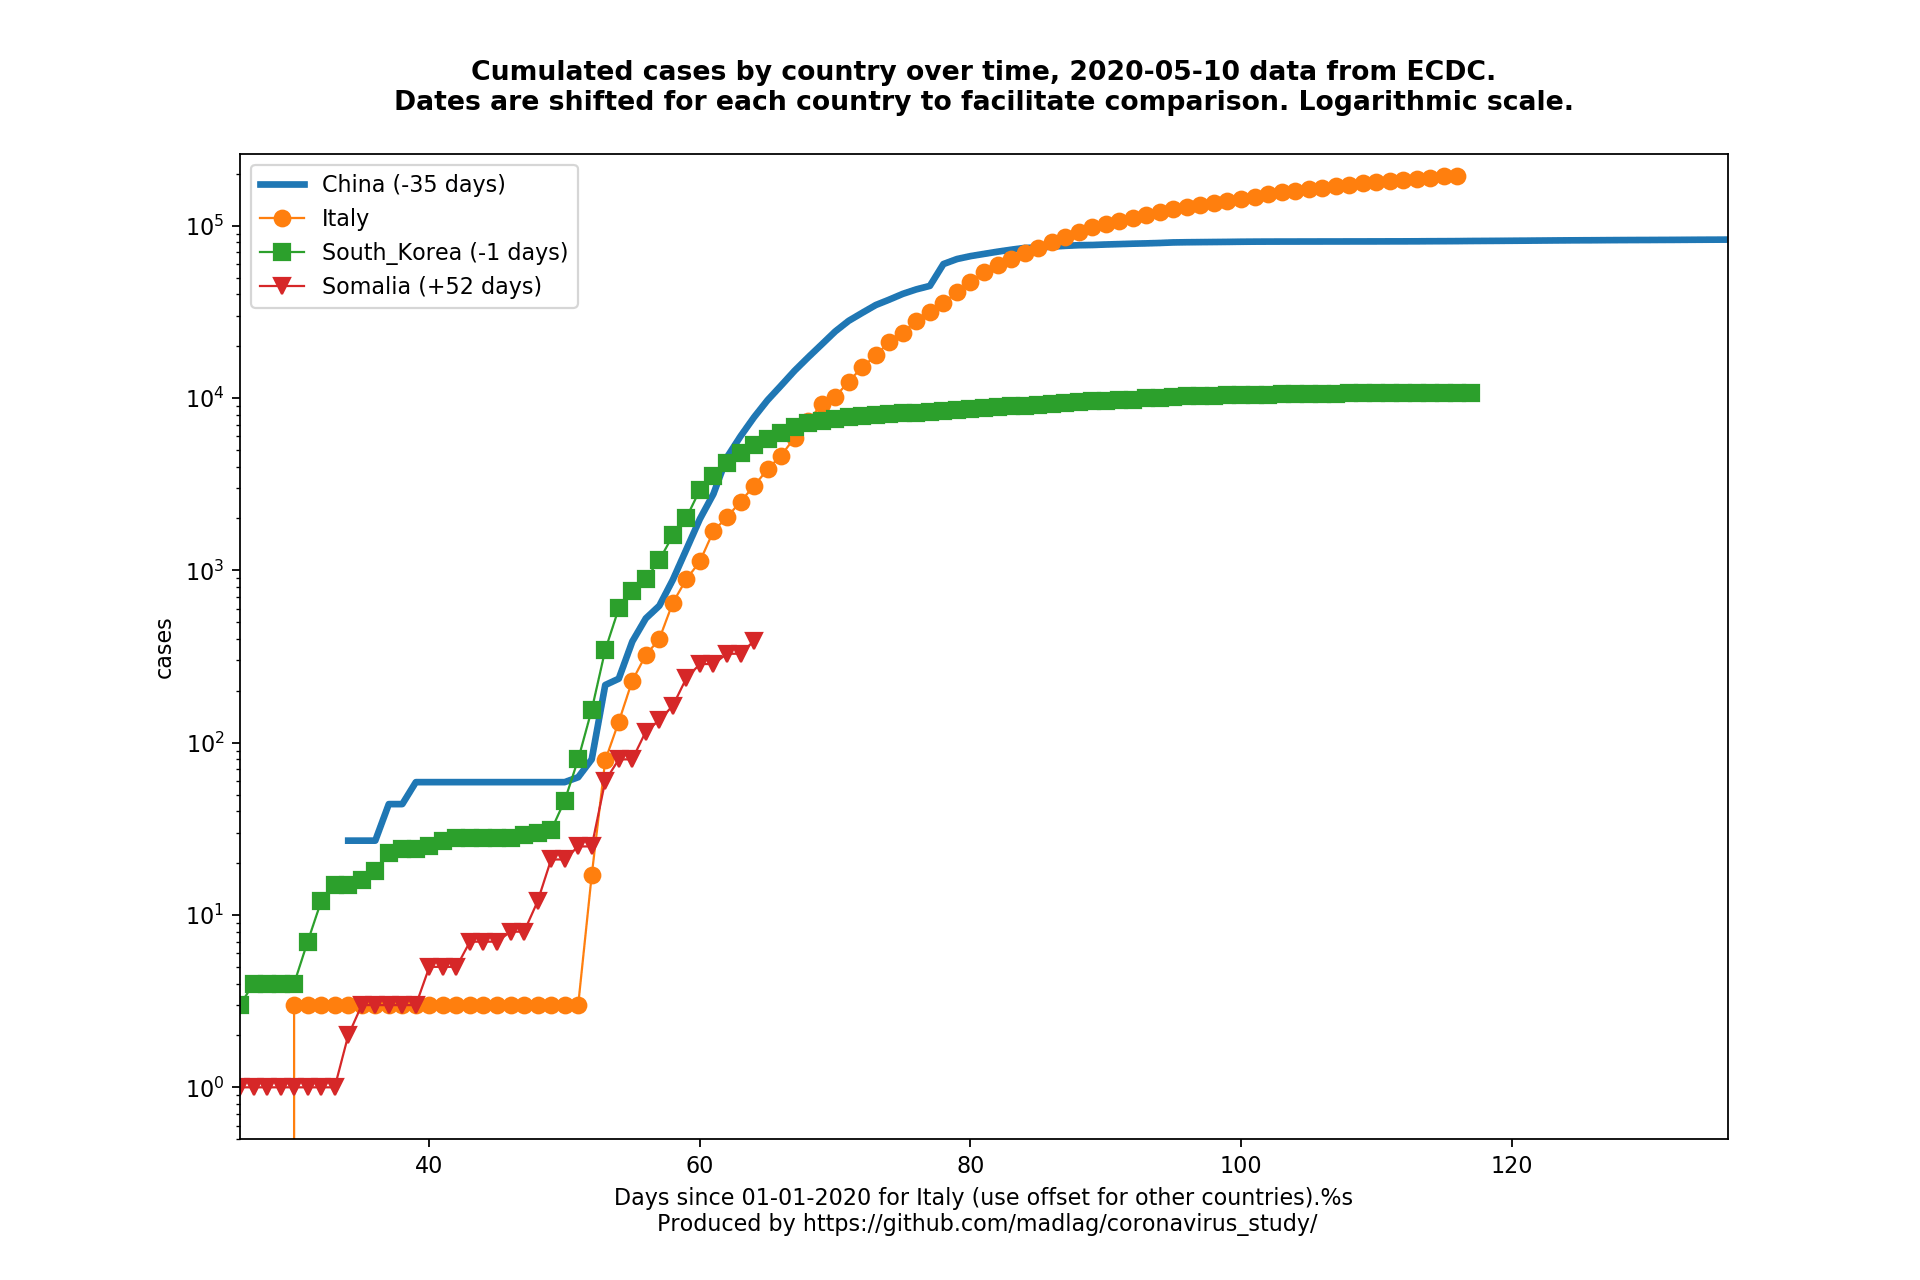 Cumulated cases by country over time, 2020-05-10 data from ECDC.
Dates are shifted for each country to facilitate comparison. Logarithmic scale.
China (-35 days)
Italy
South_Korea (-1 days)
Somalia (+52 days)
10^5
10^4
10^3
10^2
10^1
10^0
cases
40 60 80 100 120
Days since 01-01-2020 for Italy (use offset for other countries).%s
Produced by https://github.com/madlag/coronavirus_study/